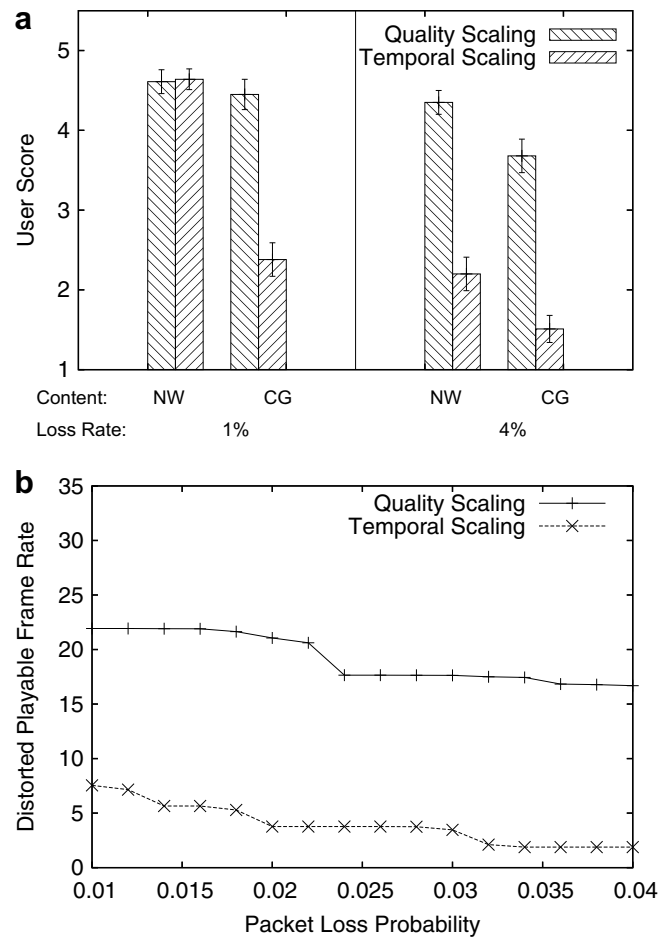 a
5
4
3
2
1
User Score
Quality Scaling
Temporal Scaling
Content: NW CG NW CG
Loss Rate: 1% 4%
b
35
30
25
20
15
10
5
0
Distorted Playable Frame Rate
Quality Scaling
Temporal Scaling
0.01 0.015 0.02 0.025 0.03 0.035 0.04
Packet Loss Probability